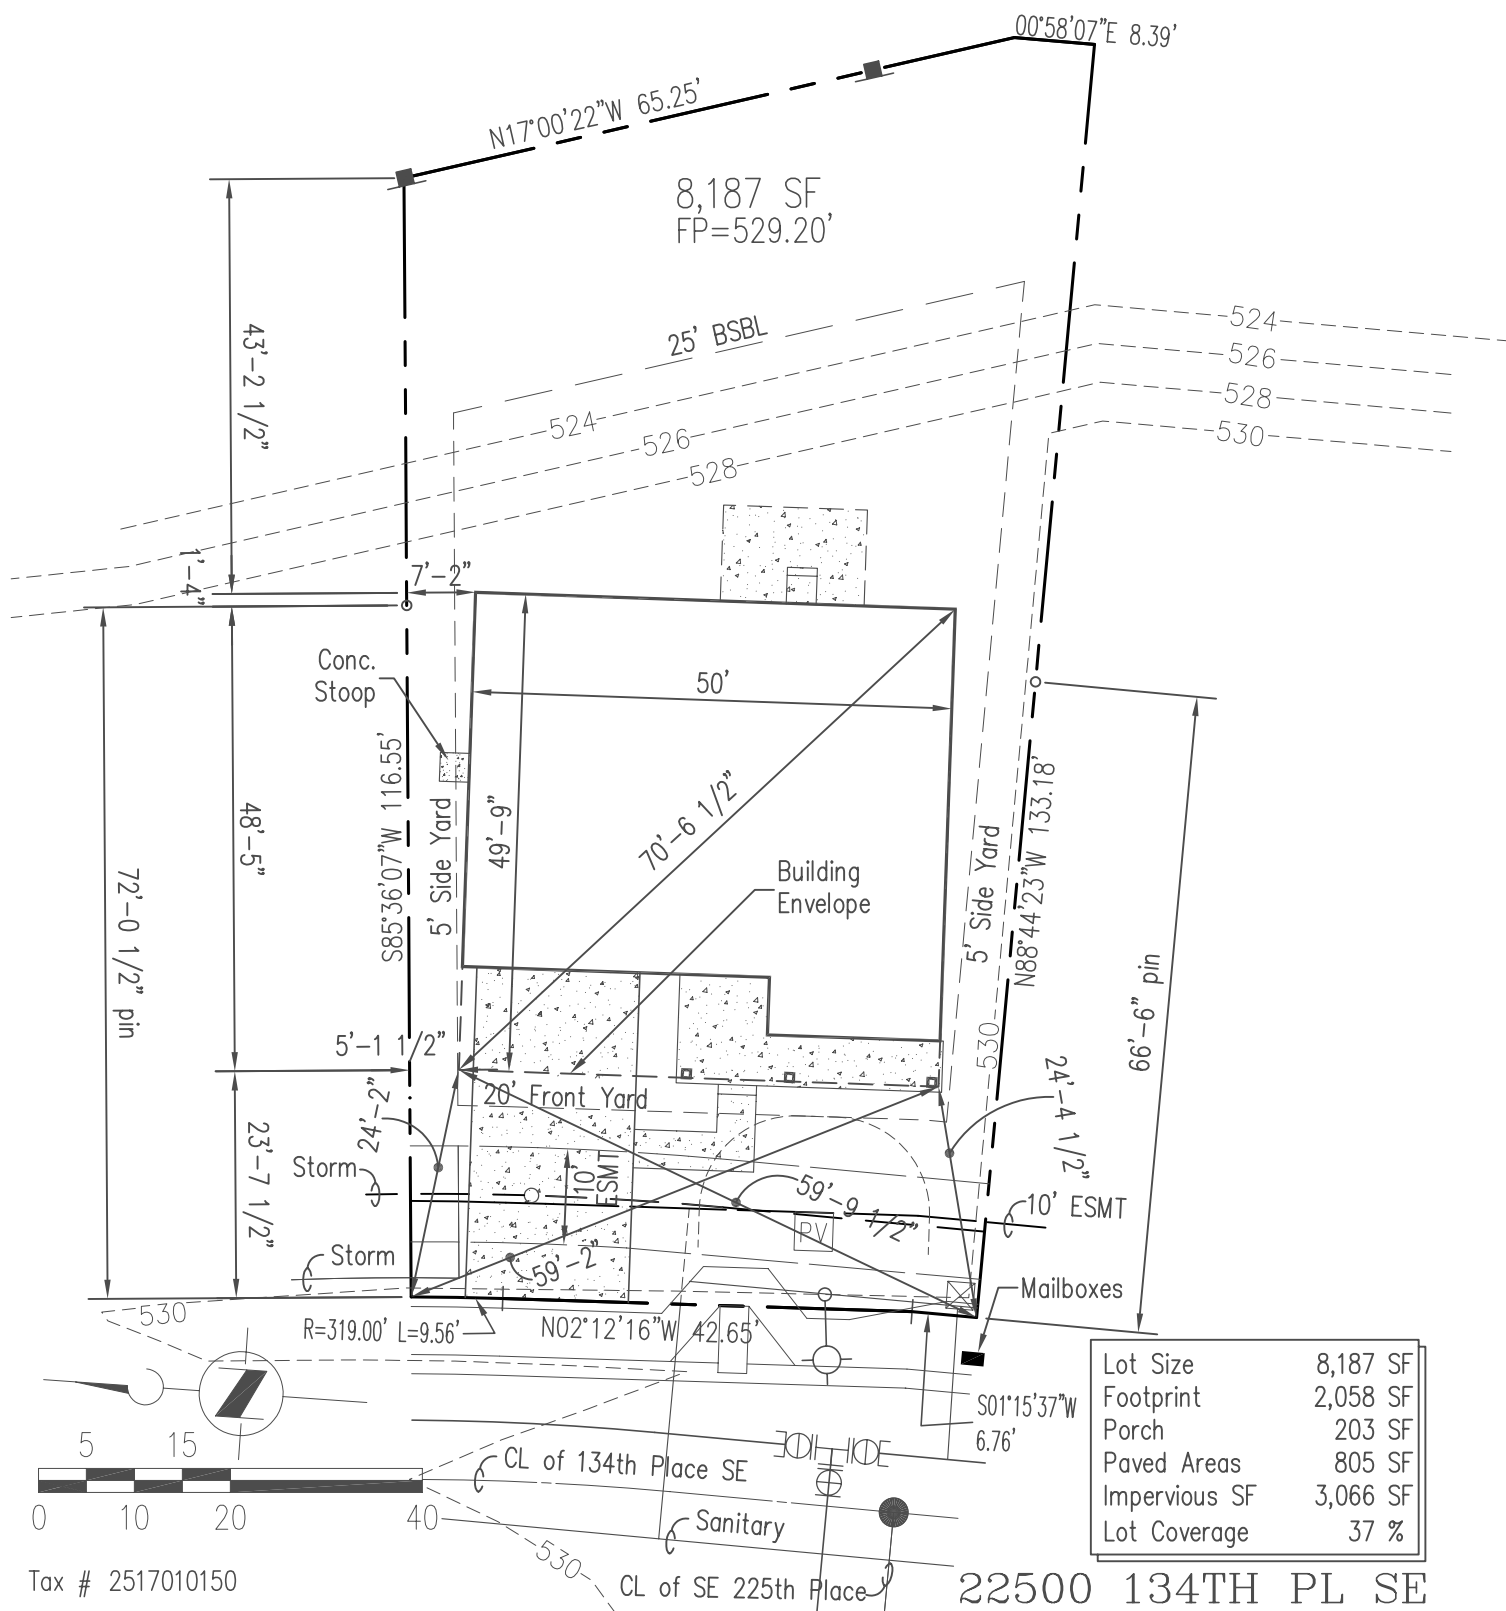 00°58'07"E 8.39'
N17°00'22"W 65.25'
8,187 SF
FP=529.20'
25' BSBL
524
526
528
530
524
526
528
43'-2 1/2"
1'-4"
7'-2"
Conc.
Stoop
50'
S85°36'07"W 116.55'
5' Side Yard
49'-9"
70'-6 1/2"
Building
Envelope
5' Side Yard
N88°44'23"W 133.18'
48'-5"
72'-0 1/2" pin
66'-6" pin
530
5'-1 1/2"
20' Front Yard
24'-2"
24'-4 1/2"
23'-7 1/2"
Storm
10'
ESMT
59'-9 1/2"
10' ESMT
PV
Storm
59'-2"
Mailboxes
530
R=319.00' L=9.56'
N02°12'16"W 42.65'
S01°15'37"W
6.76'
Lot Size 8,187 SF
Footprint 2,058 SF
Porch 203 SF
Paved Areas 805 SF
Impervious SF 3,066 SF
Lot Coverage 37 %
5 15
0 10 20 40
CL of 134th Place SE
Sanitary
530
CL of SE 225th Place
Tax # 2517010150
22500 134TH PL SE